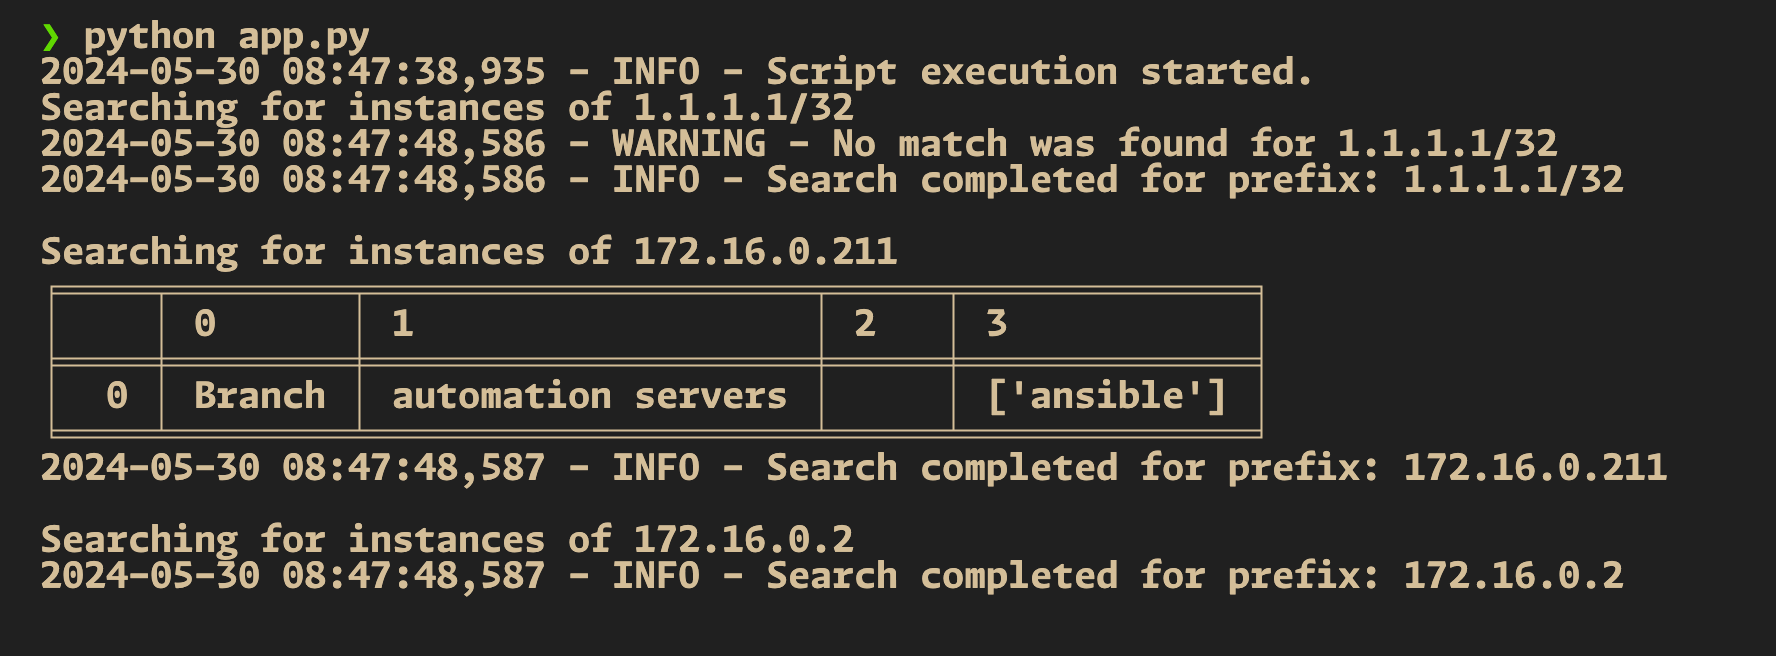 ❯ python app.py
2024-05-30 08:47:38,935 - INFO - Script execution started.
Searching for instances of 1.1.1.1/32
2024-05-30 08:47:48,586 - WARNING - No match was found for 1.1.1.1/32
2024-05-30 08:47:48,586 - INFO - Search completed for prefix: 1.1.1.1/32
Searching for instances of 172.16.0.211
0 1 2 3
0 Branch automation servers ['ansible']
2024-05-30 08:47:48,587 - INFO - Search completed for prefix: 172.16.0.211
Searching for instances of 172.16.0.2
2024-05-30 08:47:48,587 - INFO - Search completed for prefix: 172.16.0.2